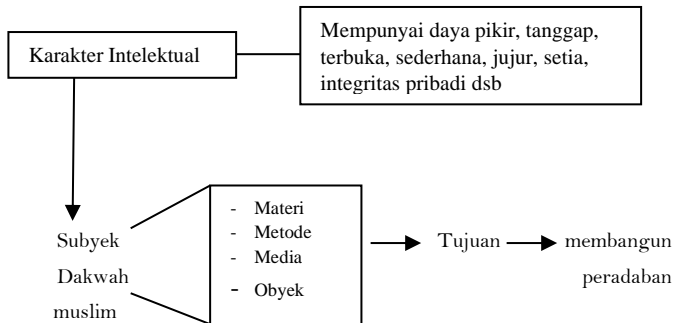 Karakter Intelektual
Mempunyai daya pikir, tanggap,
terbuka, sederhana, jujur, setia,
integritas pribadi dsb
Subyek
Dakwah
muslim
- Materi
- Metode
- Media
- Obyek
Tujuan
membangun
peradaban